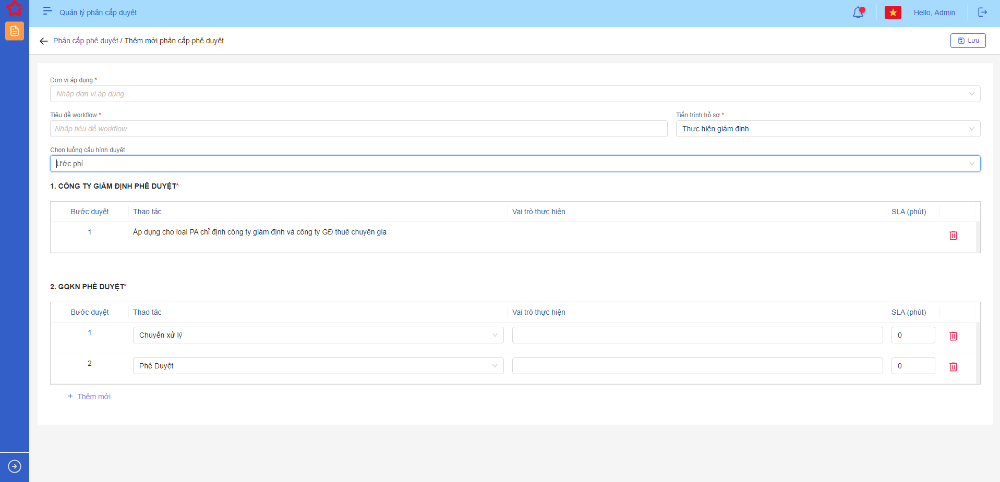 Quản lý phân cấp duyệt
Hello, Admin
Phân cấp phê duyệt / Thêm mới phân cấp phê duyệt
Lưu
Đơn vị áp dụng *
Nhập đơn vị áp dụng...
Tiêu đề workflow *
Tiến trình hồ sơ *
Nhập tiêu đề workflow...
Thực hiện giám định
Chọn luồng cấu hình duyệt
Ước phí
1. CÔNG TY GIÁM ĐỊNH PHÊ DUYỆT*
Bước duyệt Thao tác Vai trò thực hiện SLA (phút)
1 Áp dụng cho loại PA chỉ định công ty giám định và công ty GĐ thuê chuyên gia
2. GQKN PHÊ DUYỆT*
Bước duyệt Thao tác Vai trò thực hiện SLA (phút)
1 Chuyển xử lý 0
2 Phê Duyệt 0
+ Thêm mới